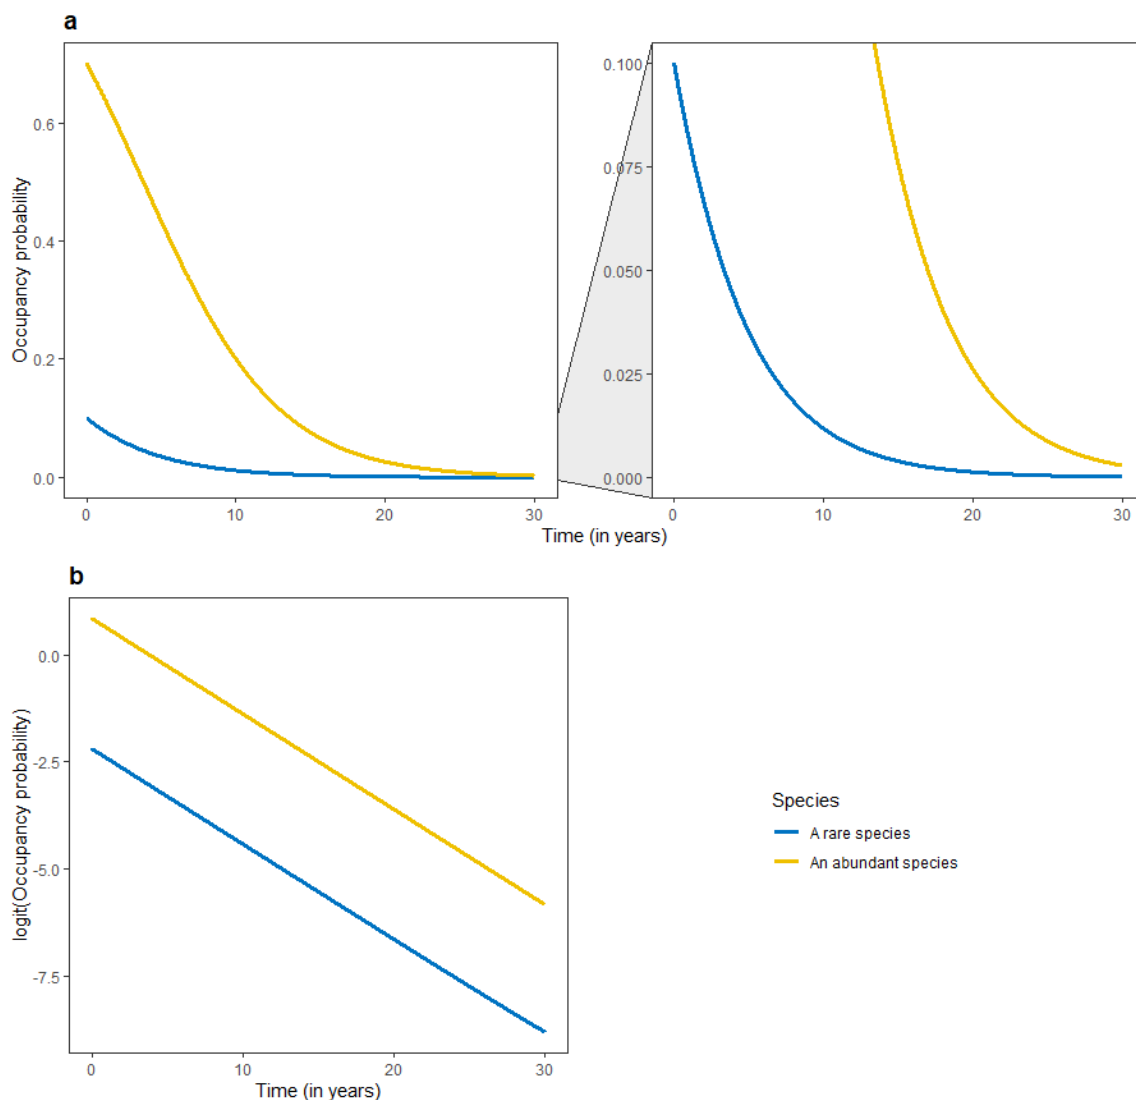 a
Occupancy probability
0.6
0.4
0.2
0.0
0 10 20 30
0.100
0.075
0.050
0.025
0.000
0 10 20 30
Time (in years)
b
logit(Occupancy probability)
0.0
-2.5
-5.0
-7.5
0 10 20 30
Time (in years)
Species
A rare species
An abundant species